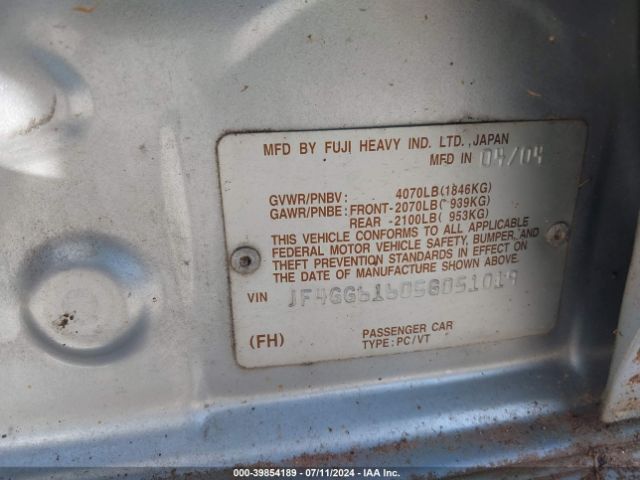 MFD BY FUJI HEAVY IND. LTD.,JAPAN
MFD IN 04/04
GVWR/PNBV: 4070LB(1846KG)
GAWR/PNBE: FRONT-2070LB( 939KG)
REAR -2100LB( 953KG)
THIS VEHICLE CONFORMS TO ALL APPLICABLE
FEDERAL MOTOR VEHICLE SAFETY, BUMPER, AND
THEFT PREVENTION STANDARDS IN EFFECT ON
THE DATE OF MANUFACTURE SHOWN ABOVE.
VIN JF4GG61605G051019
(FH) PASSENGER CAR
TYPE:PC/VT
000-39854189 - 07/11/2024 - IAA Inc.